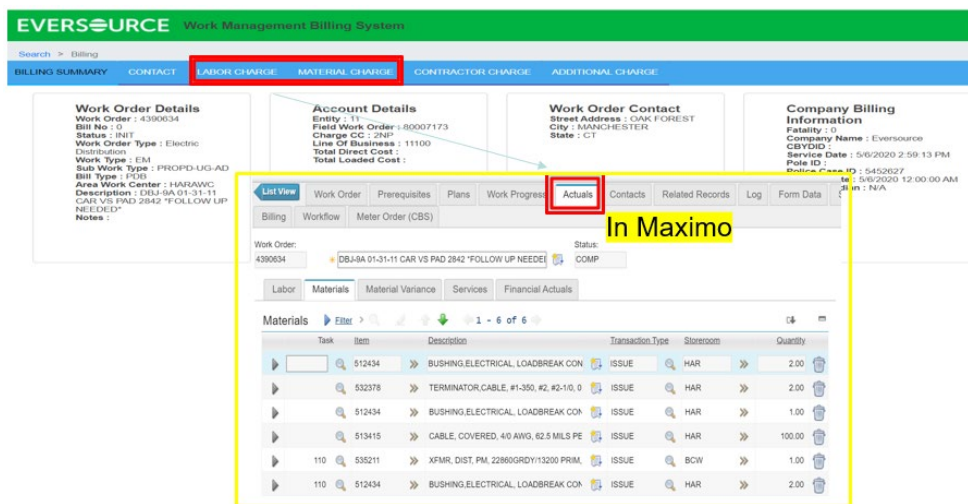 EVERSOURCE Work Management Billing System
Search > Billing
BILLING SUMMARY CONTACT LABOR CHARGE MATERIAL CHARGE CONTRACTOR CHARGE ADDITIONAL CHARGE
Work Order Details
Work Order : 4390634
Bill No : 0
Status : INIT
Work Order Type : Electric
Distribution
Work Type : EM
Sub Work Type : PROPD-UG-AD
Bill Type : PDB
Area Work Center : HARAWC
Description : DBJ-9A 01-31-11
CAR VS PAD 2842 *FOLLOW UP
NEEDED*
Notes :
Account Details
Entity : 11
Field Work Order : 80007173
Charge CC : 2NP
Line Of Business : 11100
Total Direct Cost :
Total Loaded Cost :
Work Order Contact
Street Address : OAK FOREST
City : MANCHESTER
State : CT
Company Billing
Information
Fatality : 0
Company Name : Eversource
CBYDID :
Service Date : 5/6/2020 2:59:13 PM
Pole ID :
Police Case ID : 5452627
5/6/2020 12:00:00 AM
N/A
List View Work Order Prerequisites Plans Work Progress Actuals Contacts Related Records Log Form Data
Billing Workflow Meter Order (CBS)
In Maximo
Work Order: Status:
4390634 DBJ-9A 01-31-11 CAR VS PAD 2842 *FOLLOW UP NEEDE COMP
Labor Materials Material Variance Services Financial Actuals
Materials Filter > 1 - 6 of 6
Task Item Description Transaction Type Storeroom Quantity
512434 BUSHING,ELECTRICAL, LOADBREAK CON ISSUE HAR 2.00
532378 TERMINATOR,CABLE, #1-350, #2, #2-1/0, 0 ISSUE HAR 2.00
512434 BUSHING,ELECTRICAL, LOADBREAK CON ISSUE HAR 1.00
513415 CABLE, COVERED, 4/0 AWG, 62.5 MILS PE ISSUE HAR 100.00
110 535211 XFMR, DIST, PM, 22860GRDY/13200 PRIM, ISSUE BCW 1.00
110 512434 BUSHING,ELECTRICAL, LOADBREAK CON ISSUE HAR 2.00